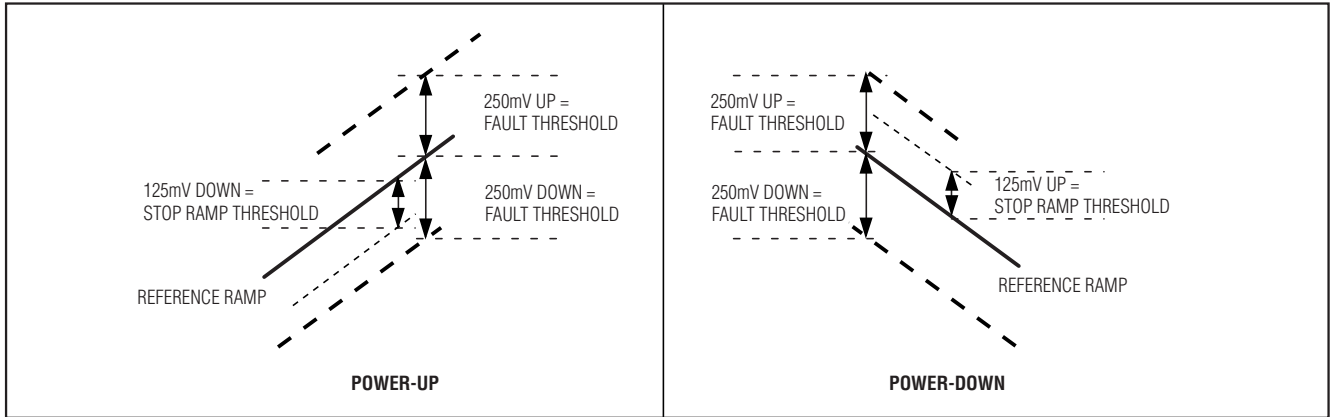 250mV UP =
FAULT THRESHOLD
125mV DOWN =
STOP RAMP THRESHOLD
250mV DOWN =
FAULT THRESHOLD
REFERENCE RAMP
POWER-UP
250mV UP =
FAULT THRESHOLD
250mV DOWN =
FAULT THRESHOLD
125mV UP =
STOP RAMP THRESHOLD
REFERENCE RAMP
POWER-DOWN